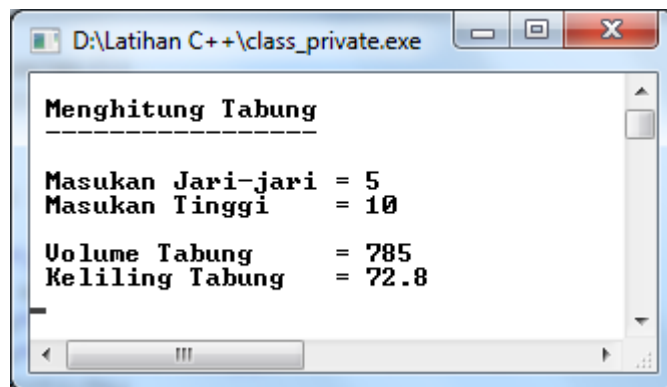 D:\Latihan C++\class_private.exe
Menghitung Tabung
-----------------
Masukan Jari-jari = 5
Masukan Tinggi = 10
Volume Tabung = 785
Keliling Tabung = 72.8